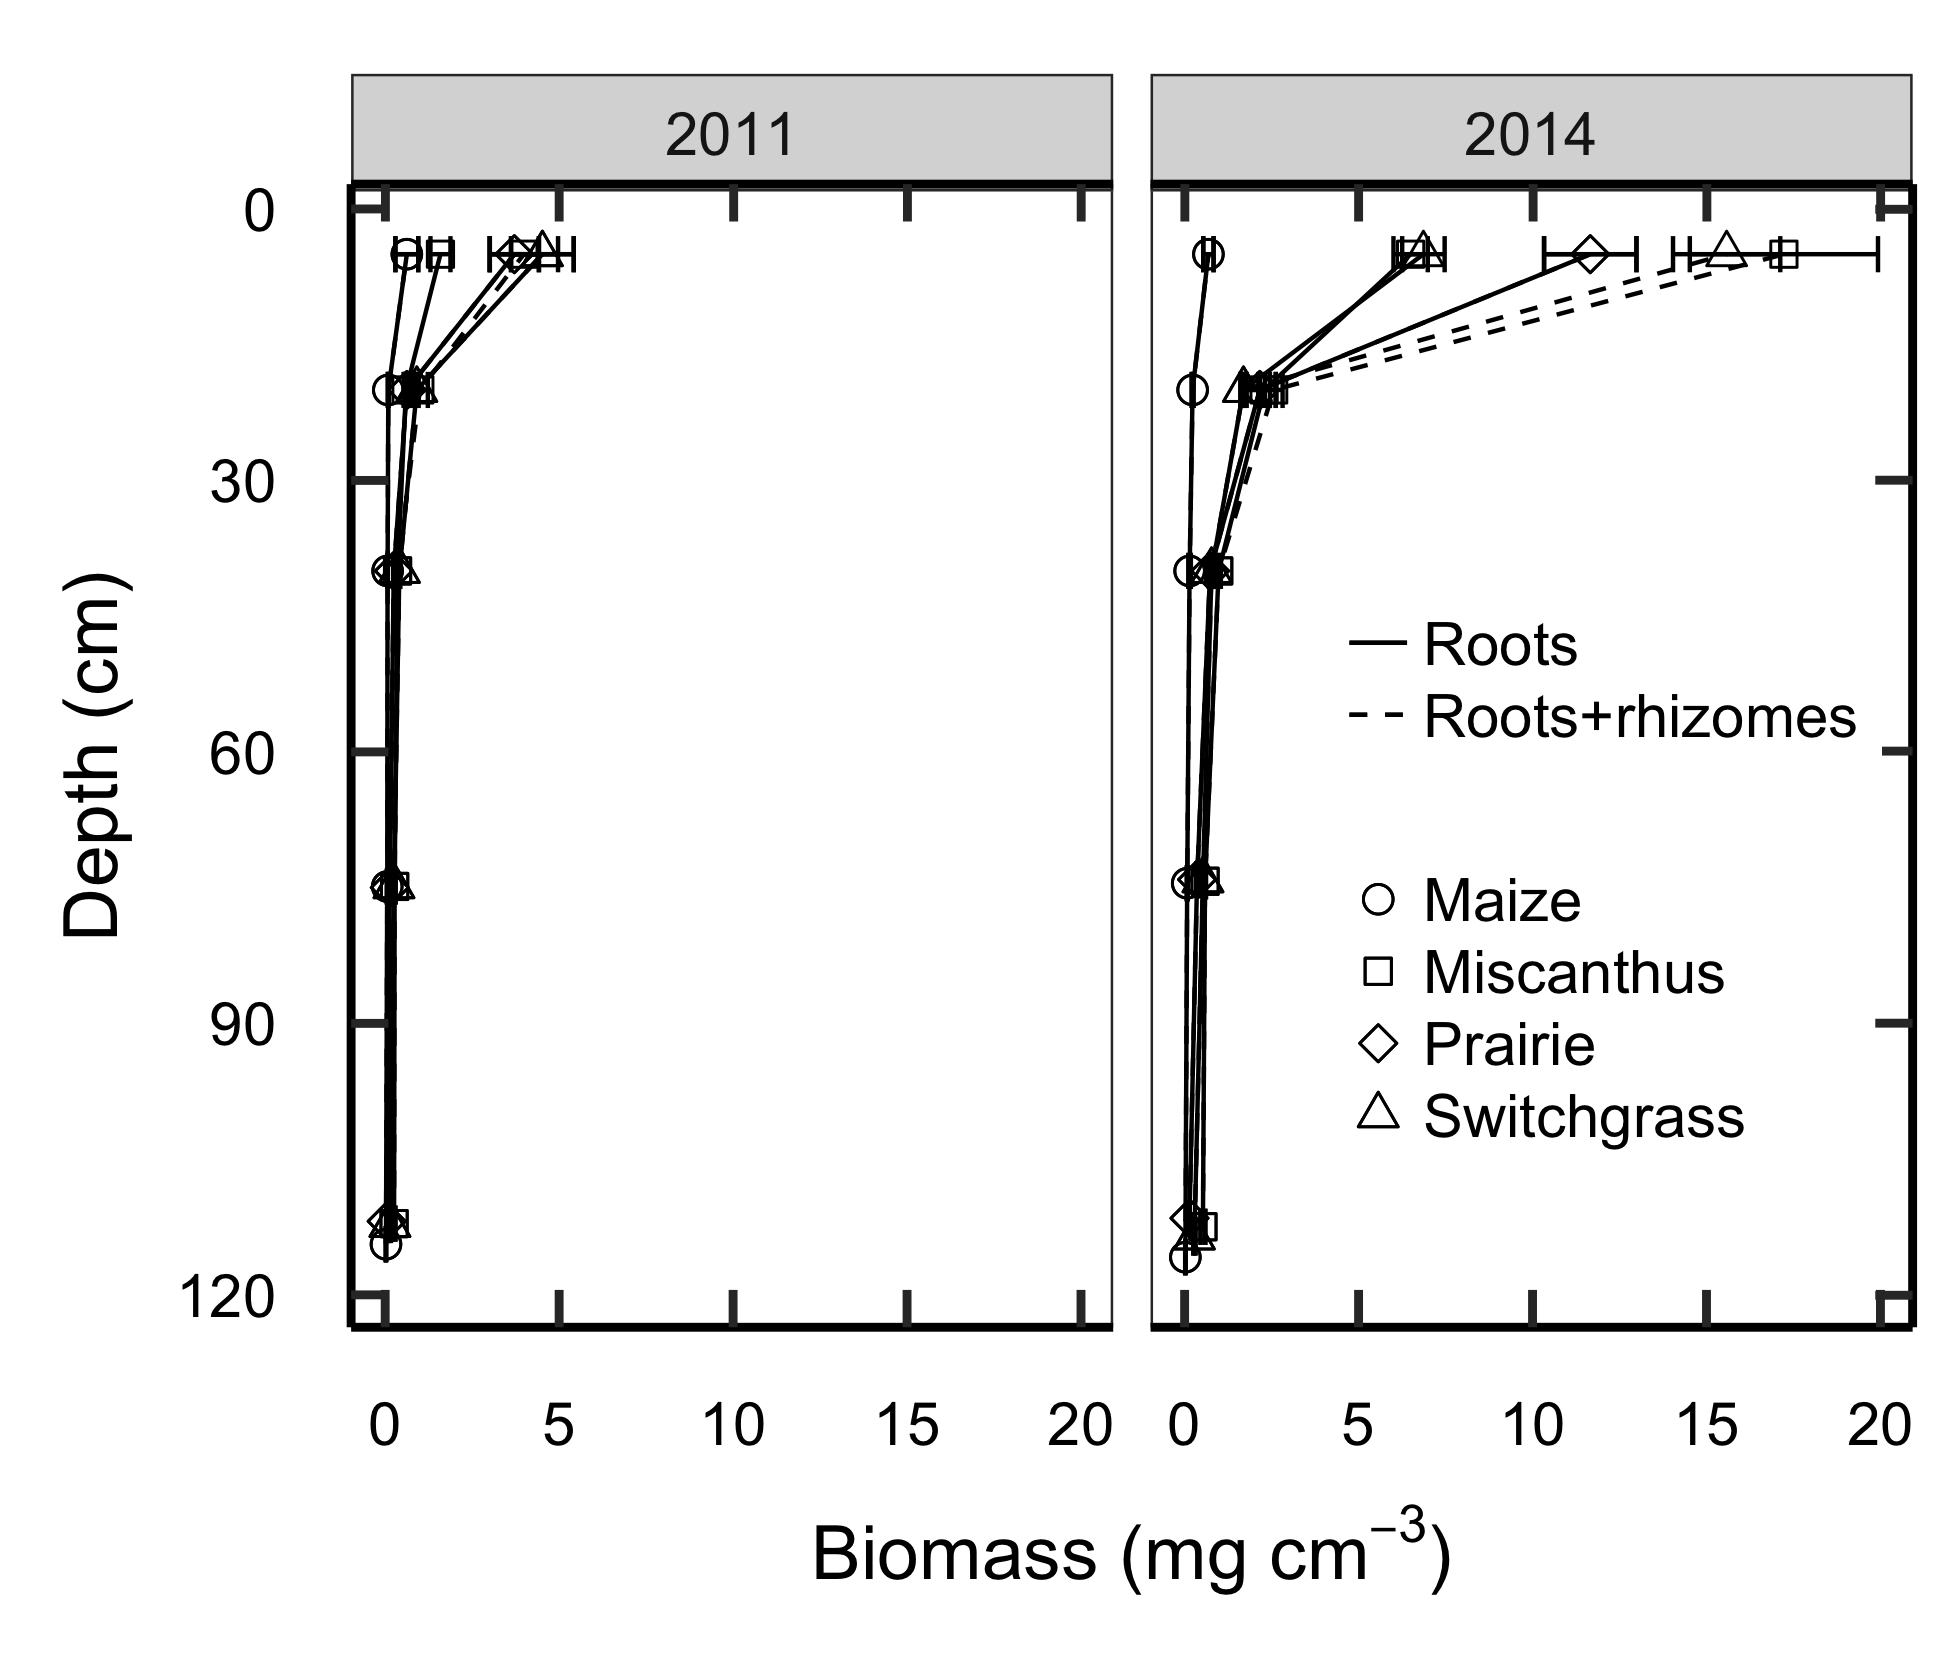 2011 2014
0
30
60
90
120
Depth (cm)
Roots
Roots+rhizomes
Maize
Miscanthus
Prairie
Switchgrass
0 5 10 15 20 0 5 10 15 20
Biomass (mg cm⁻³)